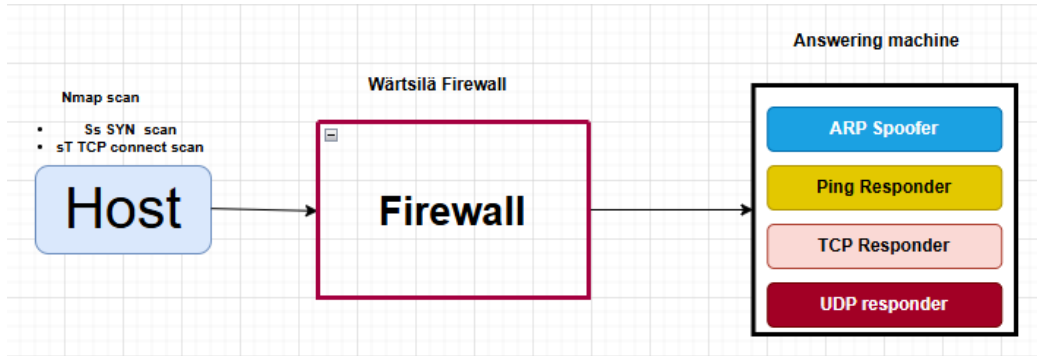 Answering machine
Wärtsilä Firewall
Nmap scan
• Ss SYN scan
• sT TCP connect scan
Host
Firewall
ARP Spoofer
Ping Responder
TCP Responder
UDP responder